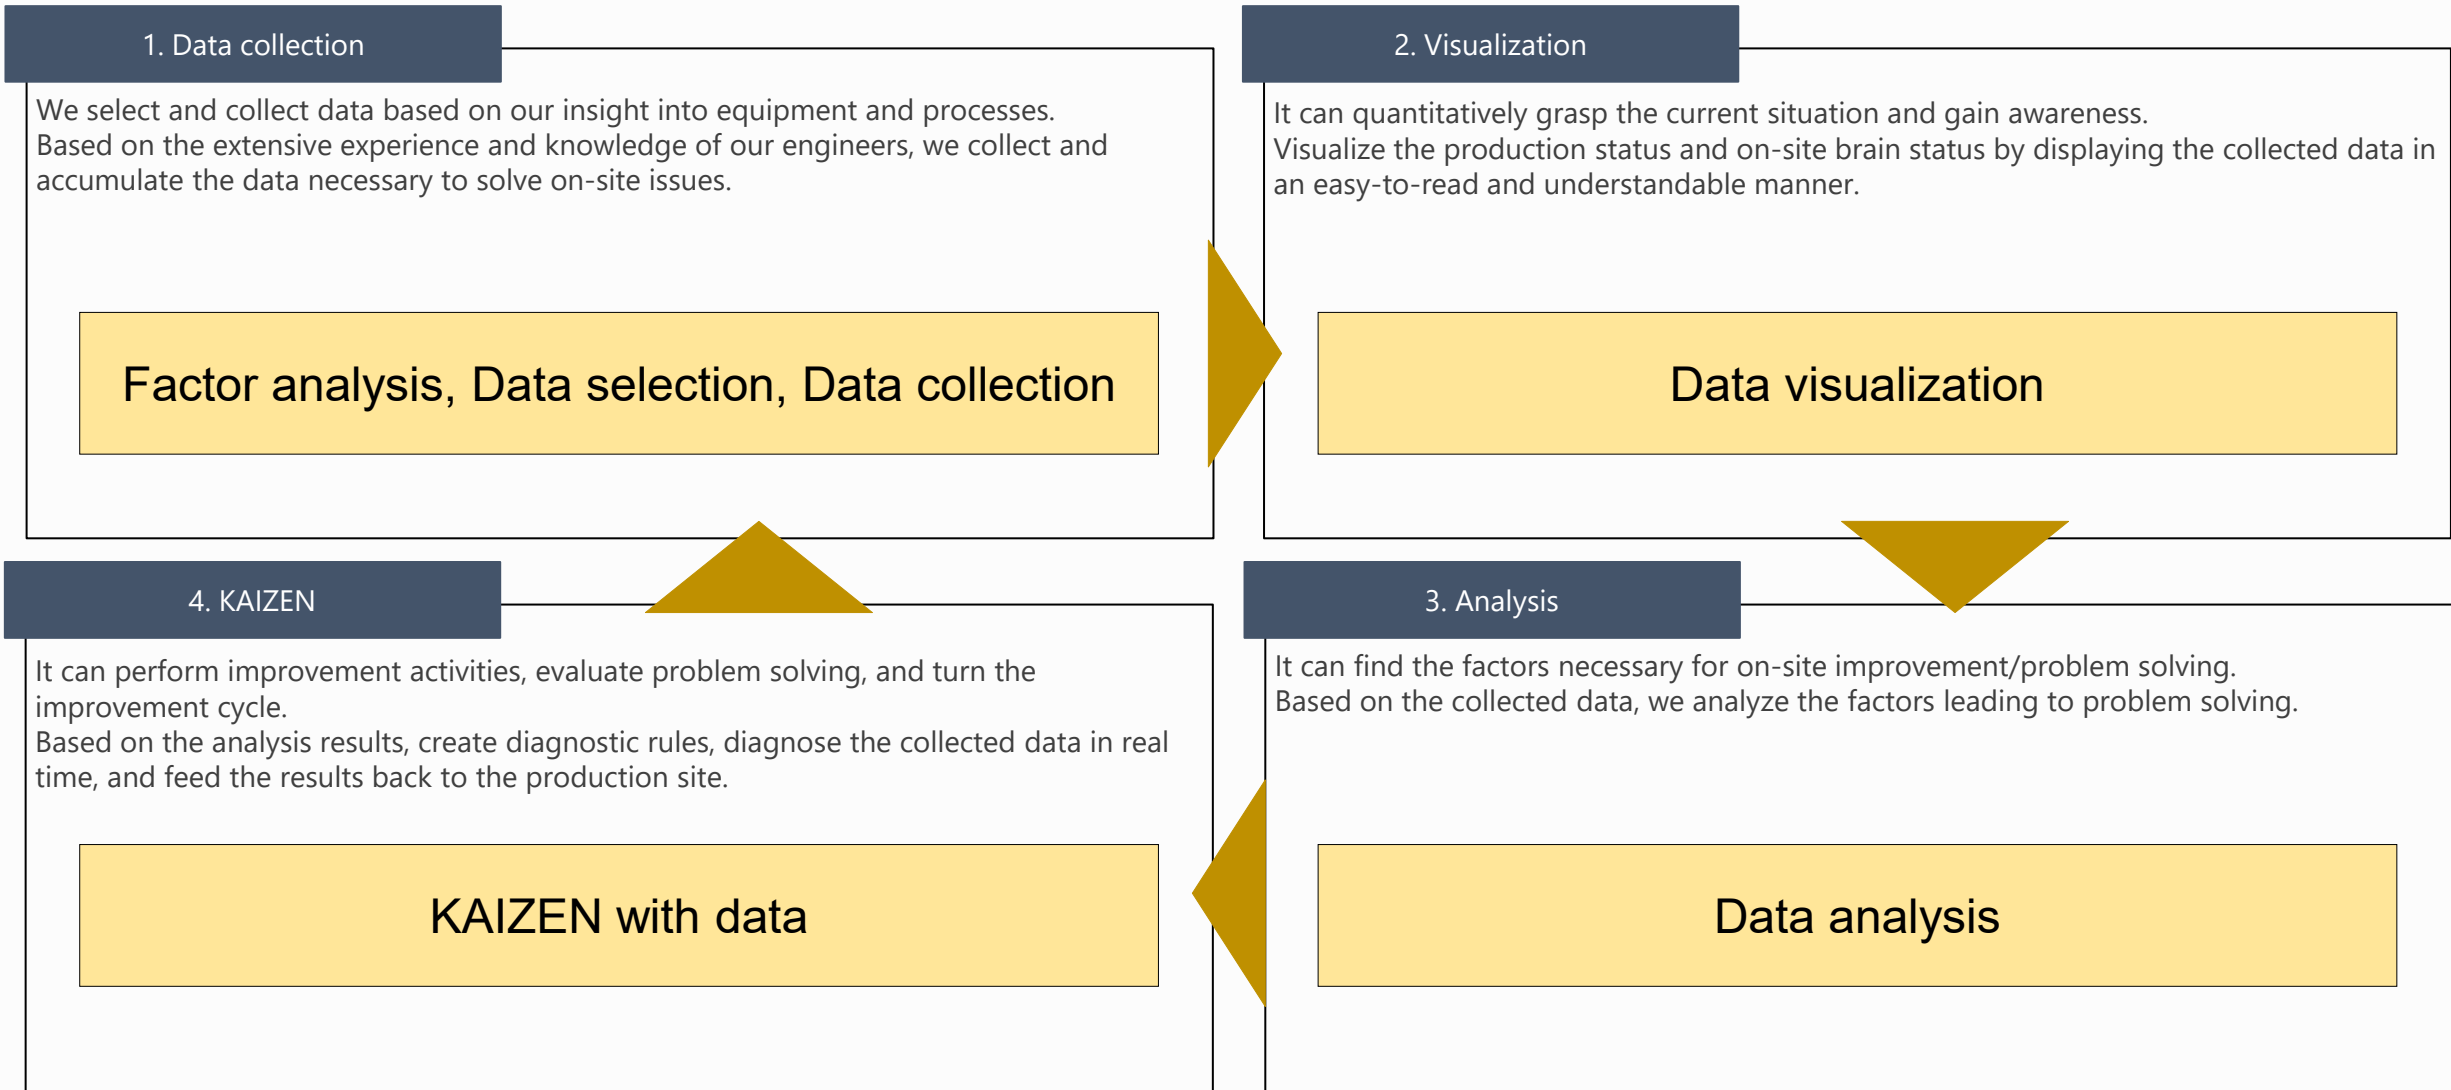 1. Data collection
We select and collect data based on our insight into equipment and processes.
Based on the extensive experience and knowledge of our engineers, we collect and
accumulate the data necessary to solve on-site issues.
Factor analysis, Data selection, Data collection
2. Visualization
It can quantitatively grasp the current situation and gain awareness.
Visualize the production status and on-site brain status by displaying the collected data in
an easy-to-read and understandable manner.
Data visualization
3. Analysis
It can find the factors necessary for on-site improvement/problem solving.
Based on the collected data, we analyze the factors leading to problem solving.
Data analysis
4. KAIZEN
It can perform improvement activities, evaluate problem solving, and turn the
improvement cycle.
Based on the analysis results, create diagnostic rules, diagnose the collected data in real
time, and feed the results back to the production site.
KAIZEN with data